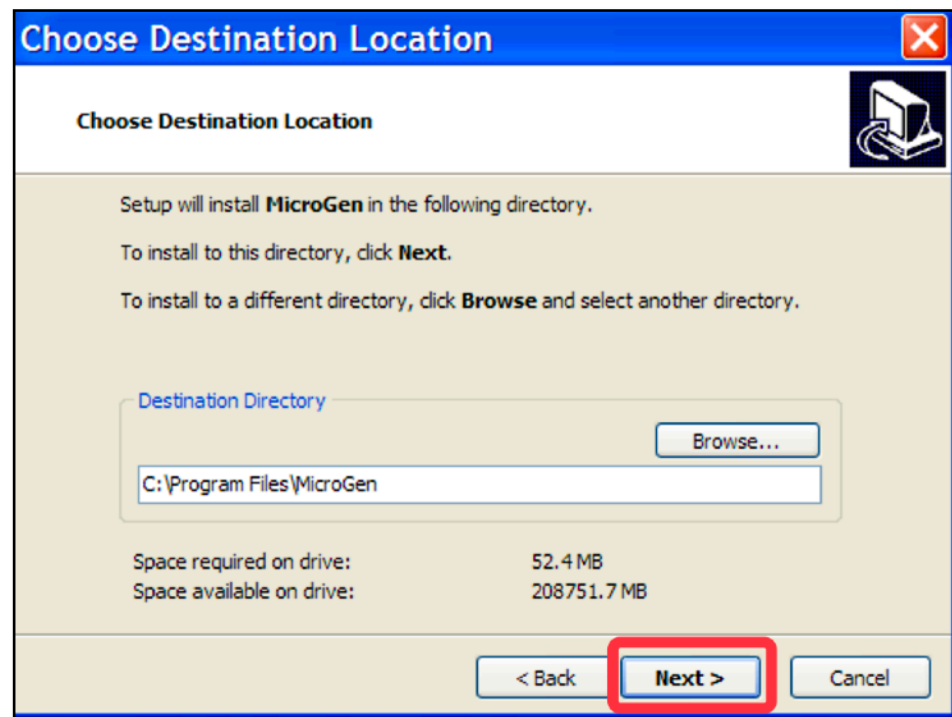 Choose Destination Location
Choose Destination Location
Setup will install MicroGen in the following directory.
To install to this directory, click Next.
To install to a different directory, click Browse and select another directory.
Destination Directory
Browse...
C:\Program Files\MicroGen
Space required on drive: 52.4 MB
Space available on drive: 208751.7 MB
< Back Next > Cancel